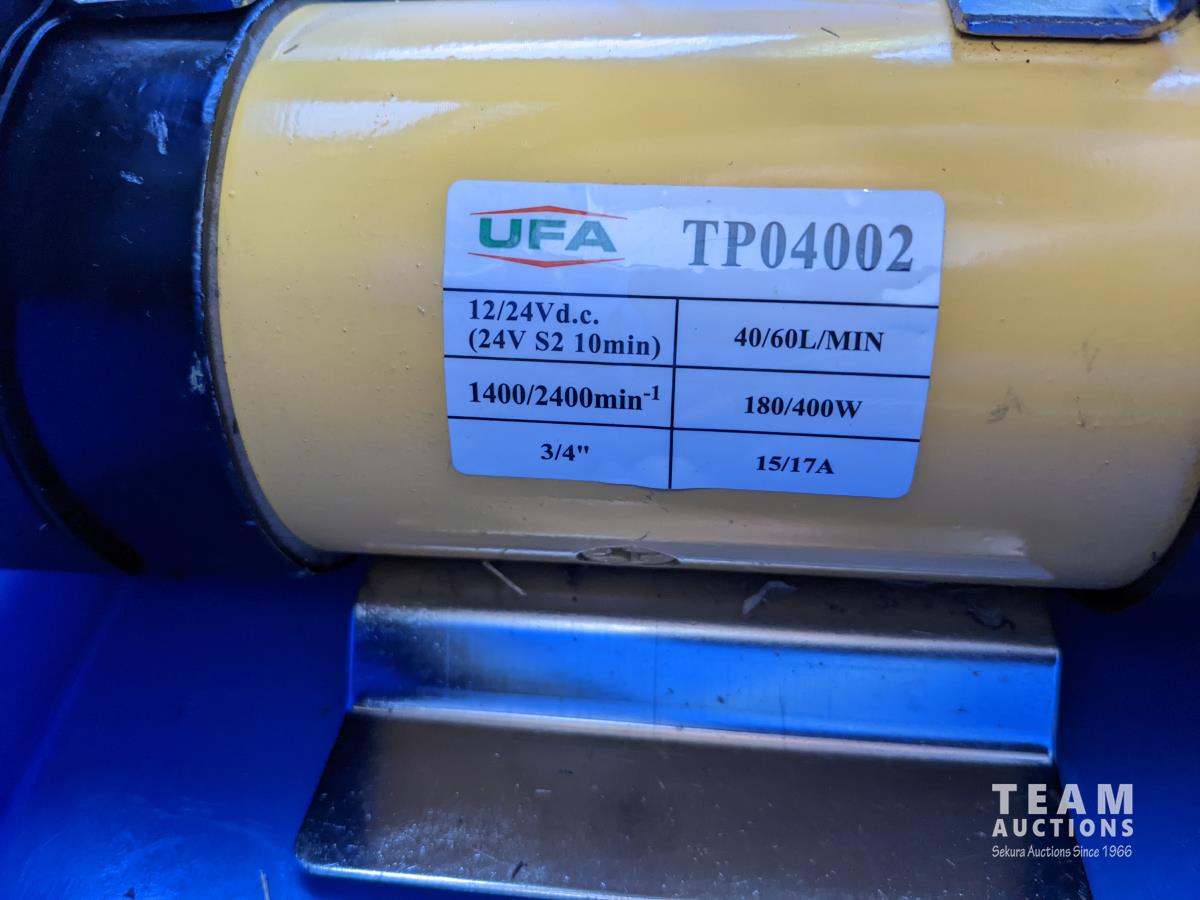 UFA TP04002
12/24Vd.c.
(24V S2 10min)
40/60L/MIN
1400/2400min⁻¹
180/400W
3/4"
15/17A
TEAM
AUCTIONS
Sekura Auctions Since 1966